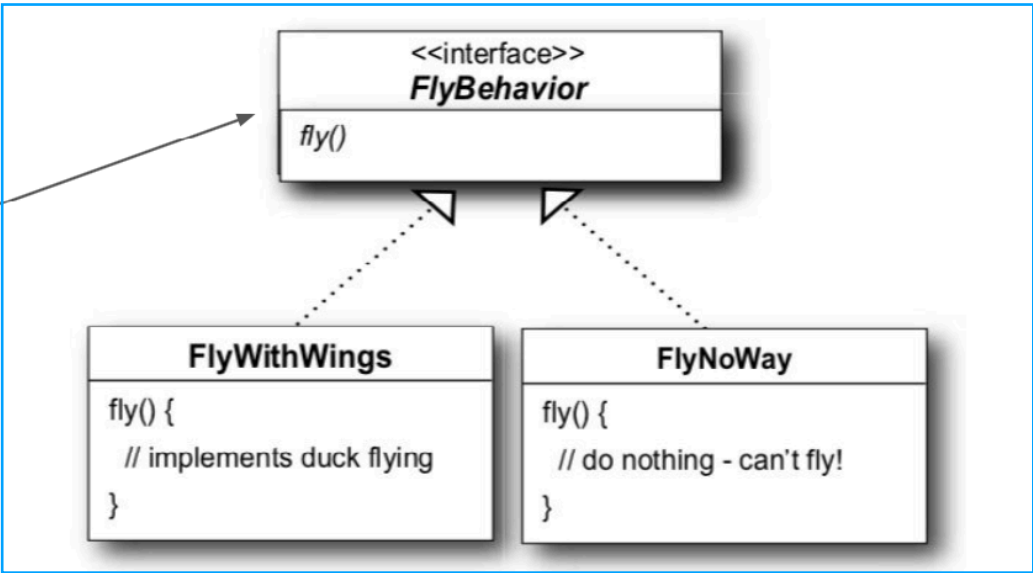 <<interface>>
FlyBehavior
fly()
FlyWithWings
fly() {
// implements duck flying
}
FlyNoWay
fly() {
// do nothing - can't fly!
}